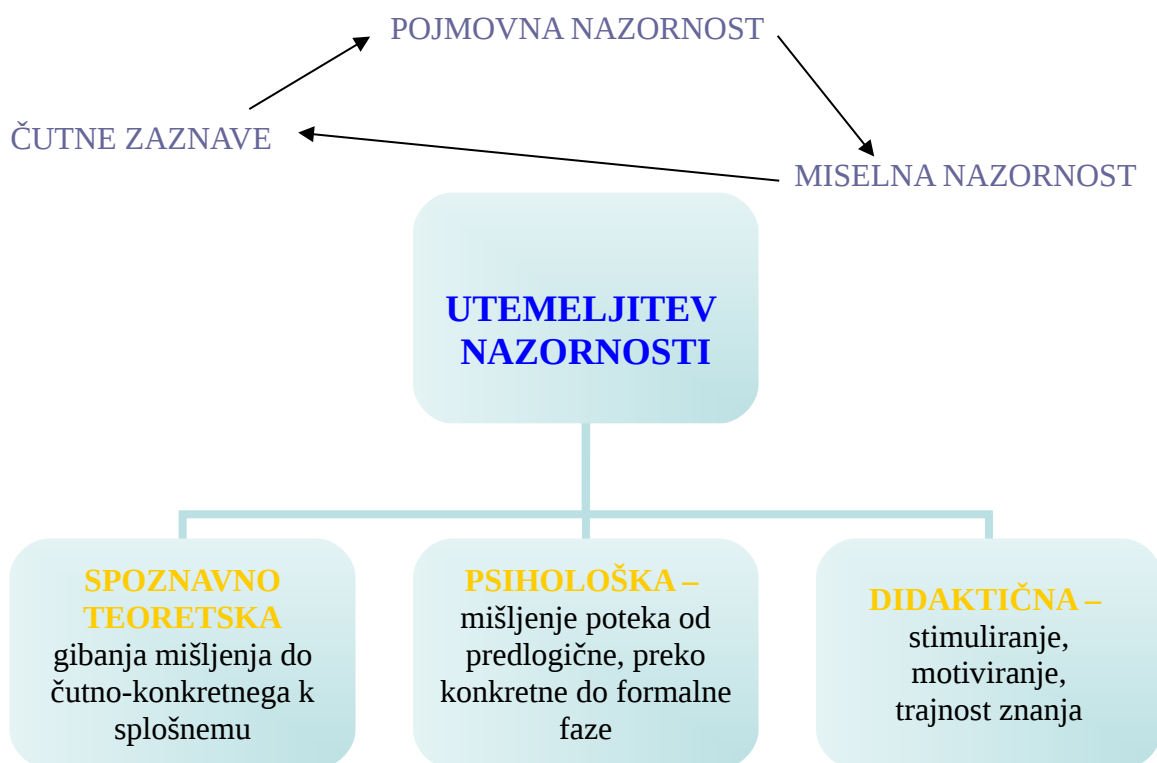 POJMOVNA NAZORNOST
ČUTNE ZAZNAVE
MISELNA NAZORNOST
UTEMELJITEV
NAZORNOSTI
SPOZNAVNO
TEORETSKA
gibanja mišljenja do
čutno-konkretnega k
splošnemu
PSIHOLOŠKA –
mišljenje poteka od
predlogične, preko
konkretne do formalne
faze
DIDAKTIČNA –
stimuliranje,
motiviranje,
trajnost znanja